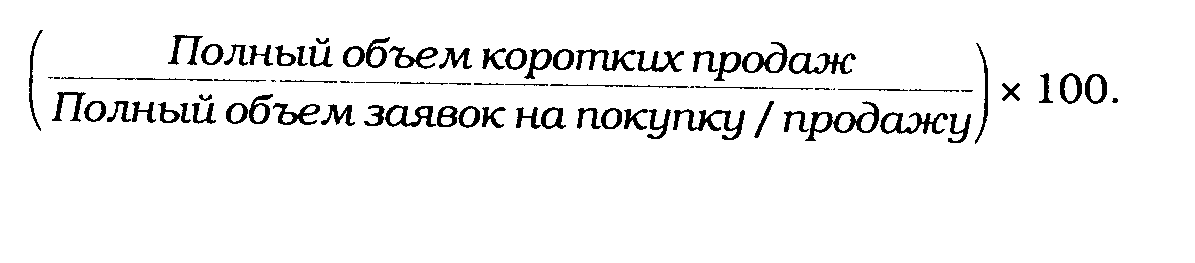 ( Полный объем коротких продаж
Полный объем заявок на покупку / продажу ) × 100.